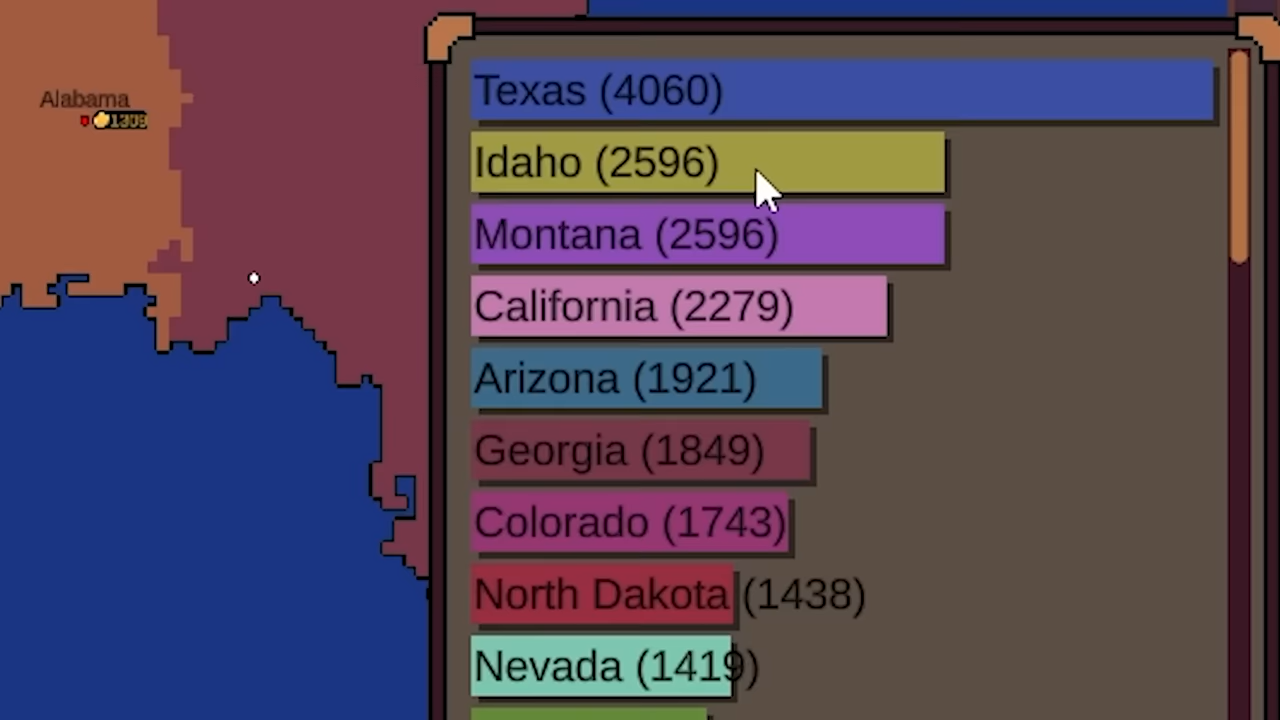 Alabama
1309
Texas (4060)
Idaho (2596)
Montana (2596)
California (2279)
Arizona (1921)
Georgia (1849)
Colorado (1743)
North Dakota (1438)
Nevada (1419)